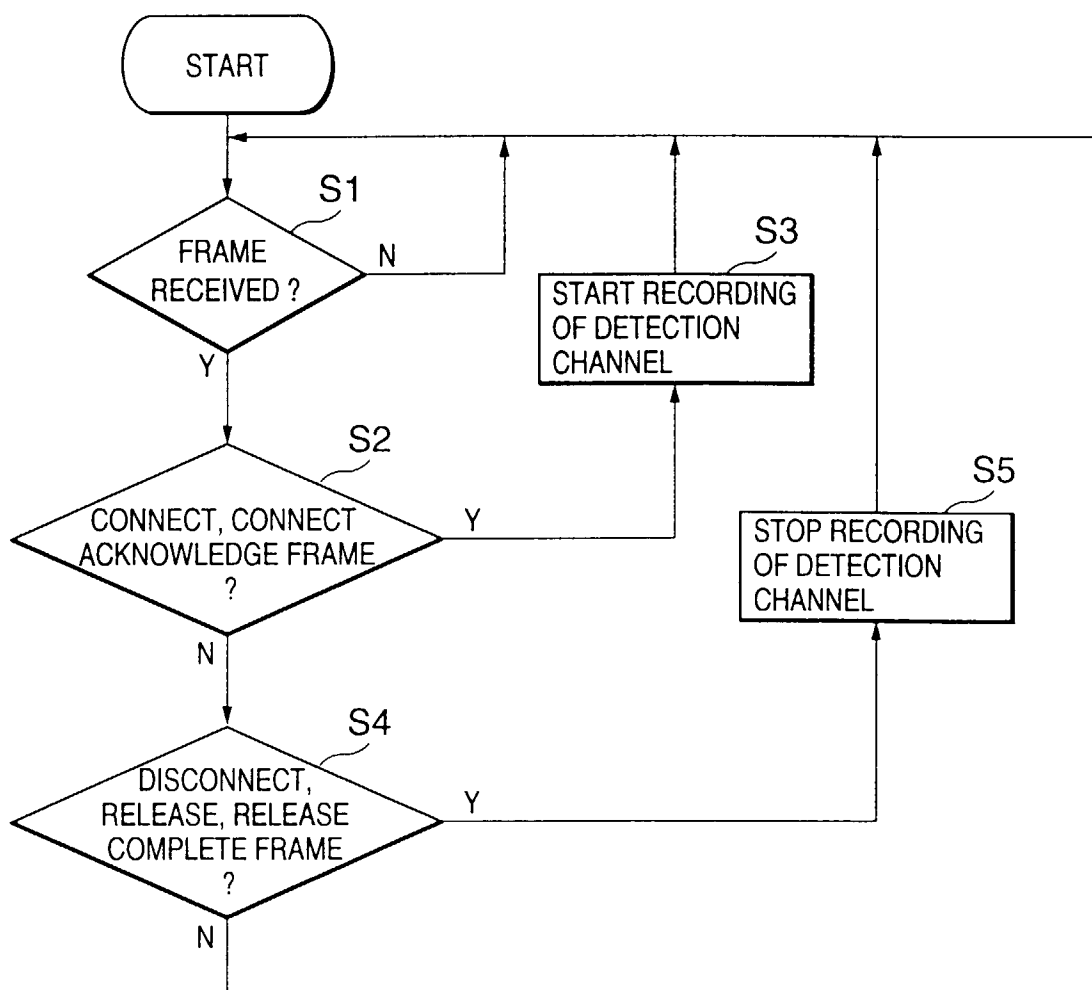 START
S1
FRAME
RECEIVED ?
N
Y
S3
START RECORDING
OF DETECTION
CHANNEL
S2
CONNECT, CONNECT
ACKNOWLEDGE FRAME
?
Y
N
S5
STOP RECORDING
OF DETECTION
CHANNEL
S4
DISCONNECT,
RELEASE, RELEASE
COMPLETE FRAME
?
Y
N